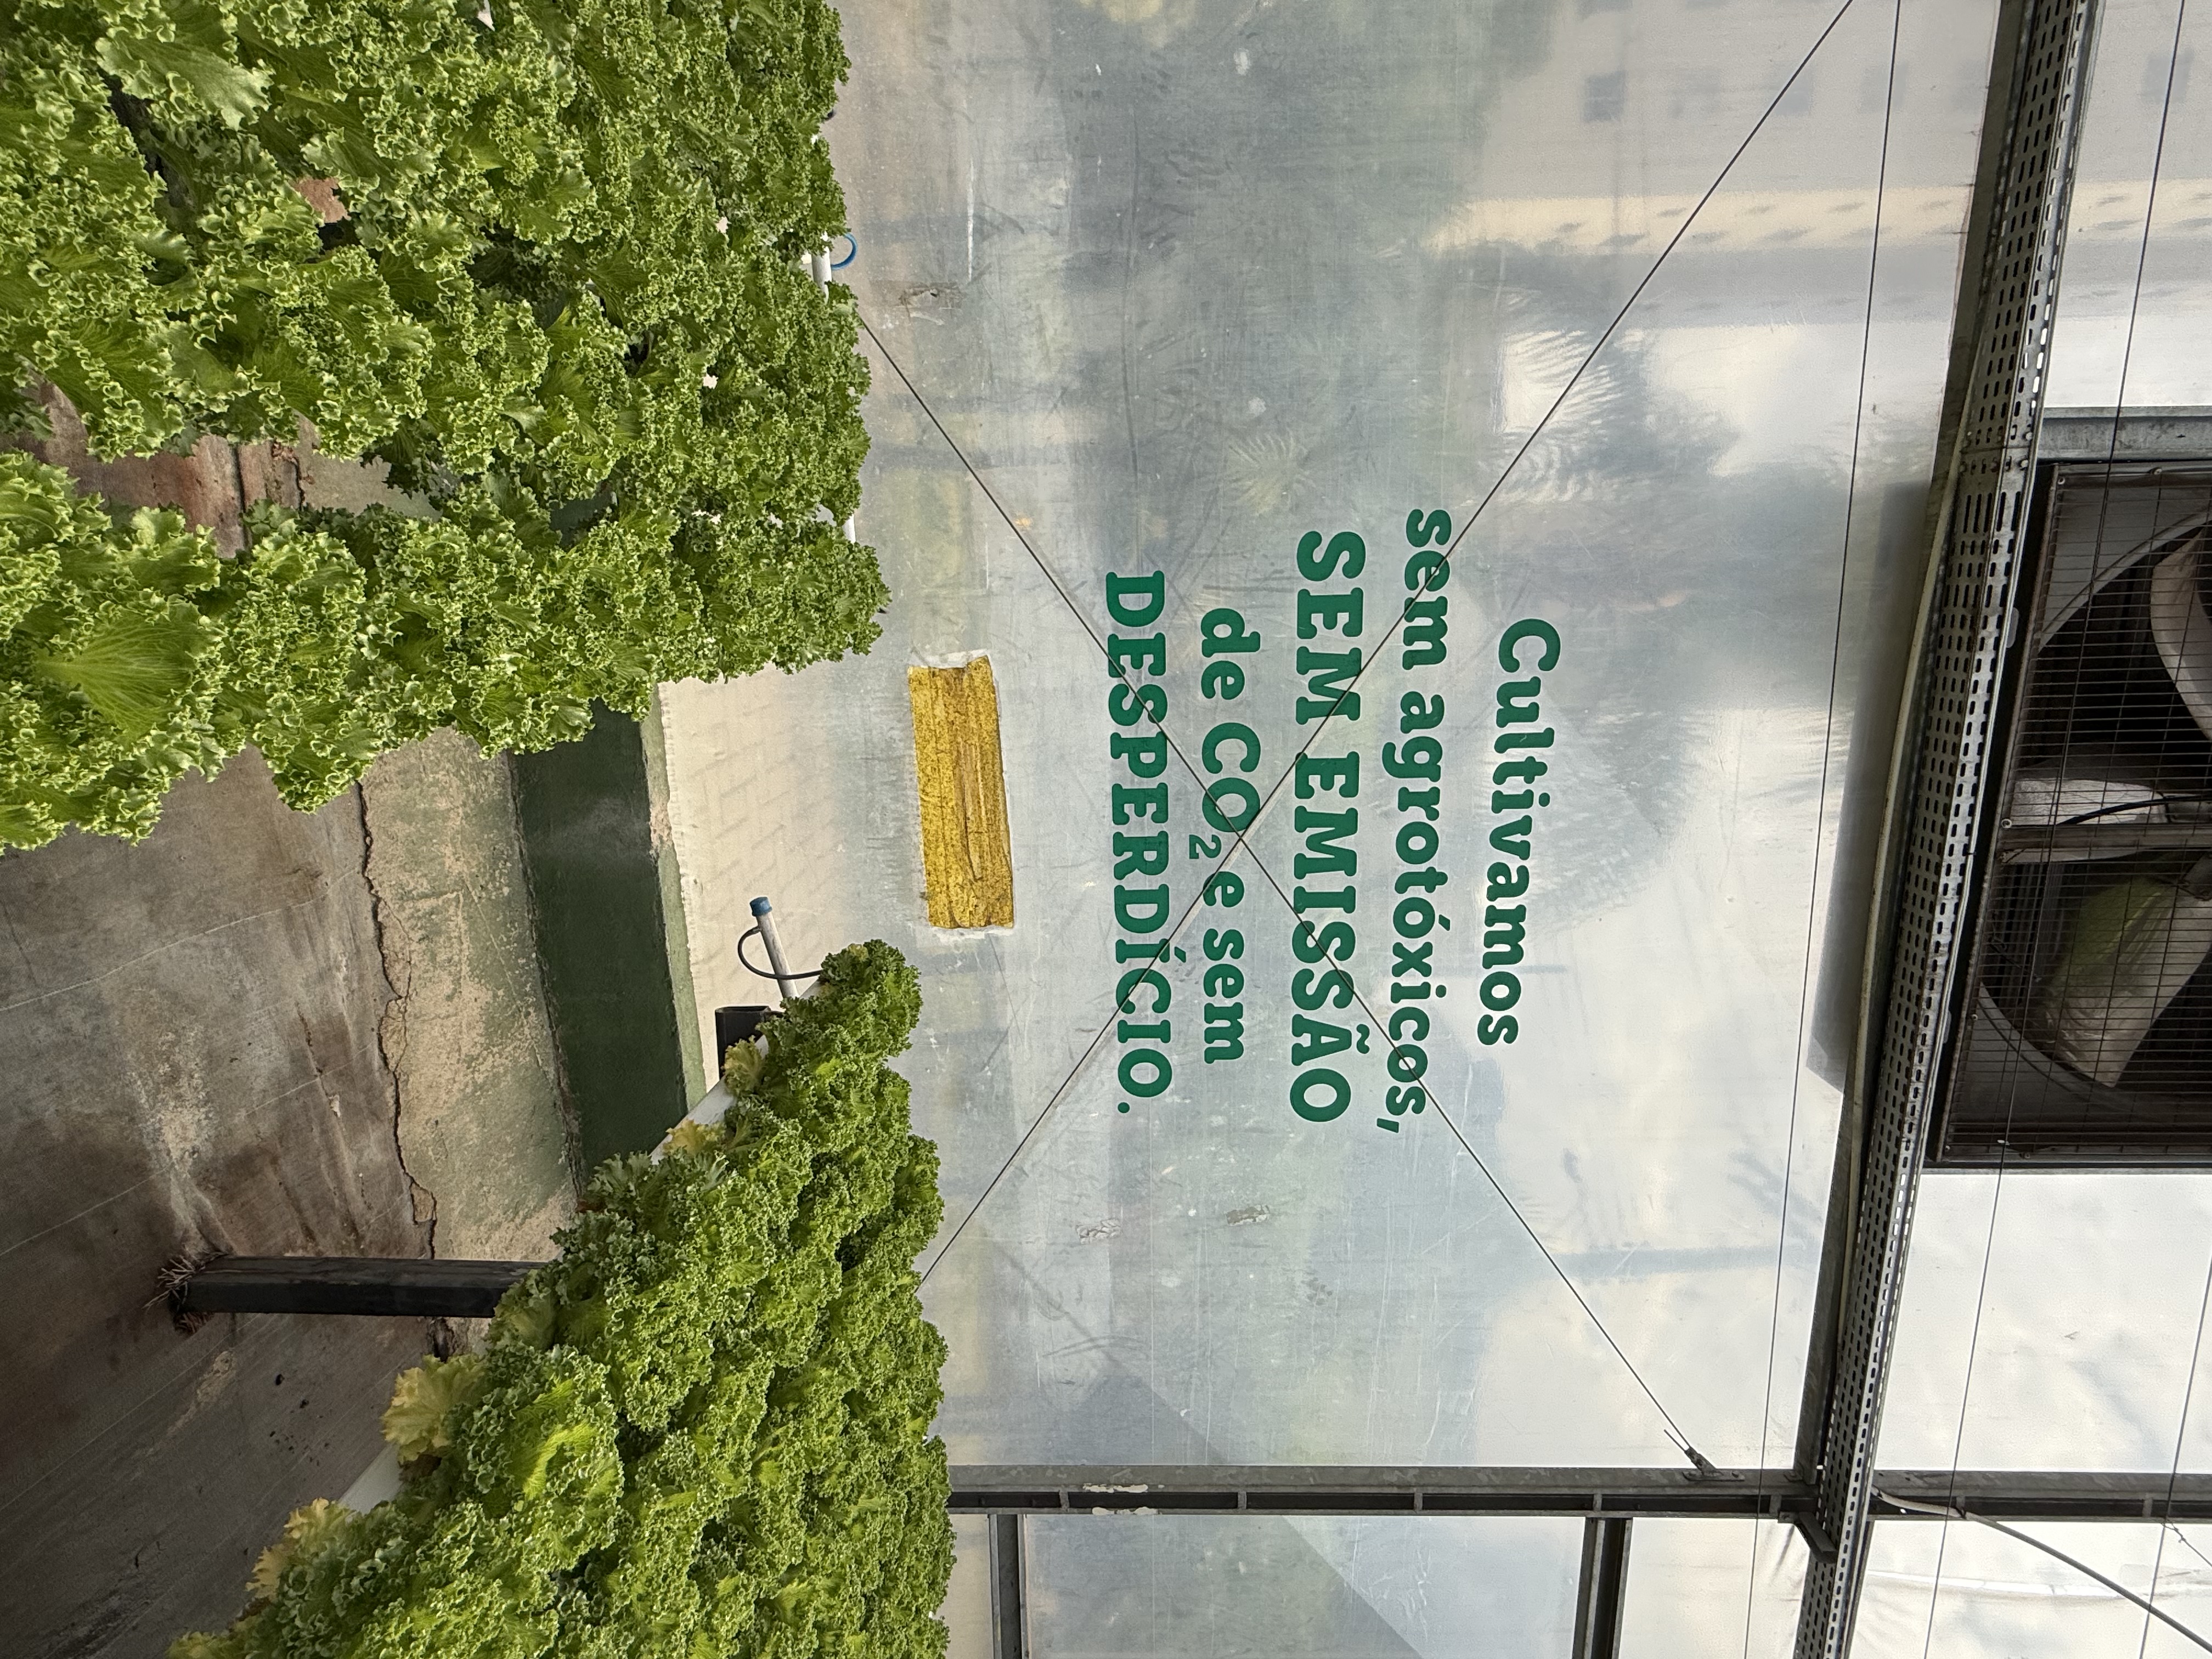 Cultivamos
sem agrotóxicos,
SEM EMISSÃO
de CO₂ e sem
DESPERDÍCIO.